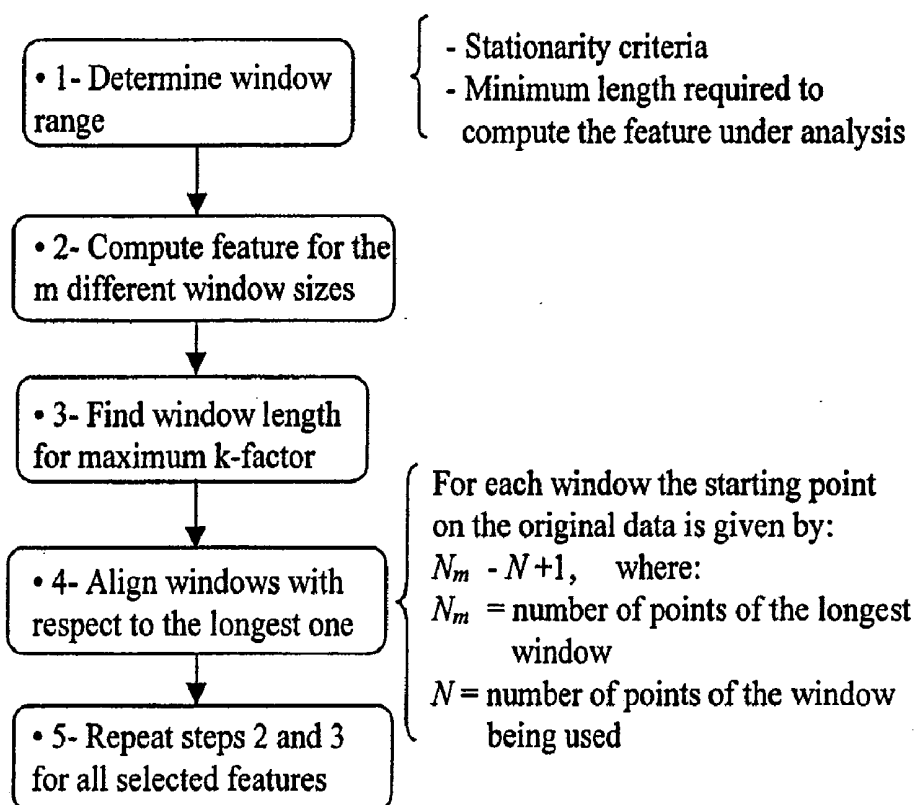 • 1- Determine window
range
- Stationarity criteria
- Minimum length required to
compute the feature under analysis
• 2- Compute feature for the
m different window sizes
• 3- Find window length
for maximum k-factor
• 4- Align windows with
respect to the longest one
For each window the starting point
on the original data is given by:
N_m - N+1, where:
N_m = number of points of the longest
window
N = number of points of the window
being used
• 5- Repeat steps 2 and 3
for all selected features